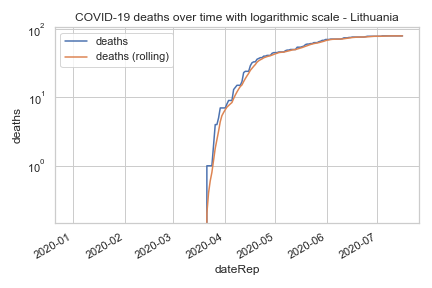 COVID-19 deaths over time with logarithmic scale - Lithuania
deaths
deaths (rolling)
10²
10¹
10⁰
deaths
2020-01
2020-02
2020-03
2020-04
2020-05
2020-06
2020-07
dateRep